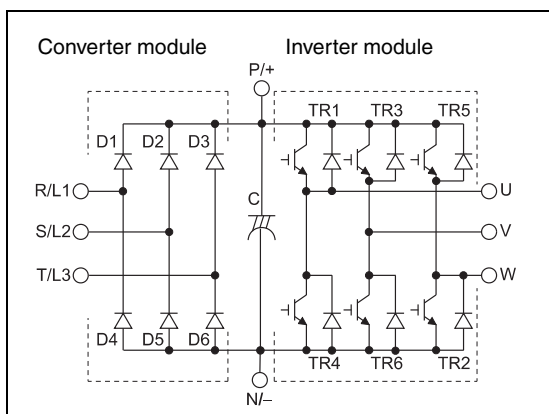 Converter module
Inverter module
P/+
D1
D2
D3
TR1
TR3
TR5
R/L1
S/L2
T/L3
C
U
V
W
D4
D5
D6
TR4
TR6
TR2
N/−